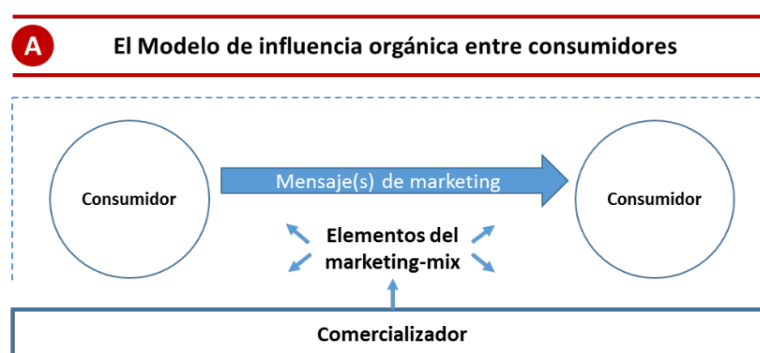 A
El Modelo de influencia orgánica entre consumidores
Consumidor
Mensaje(s) de marketing
Consumidor
Elementos del
marketing-mix
Comercializador